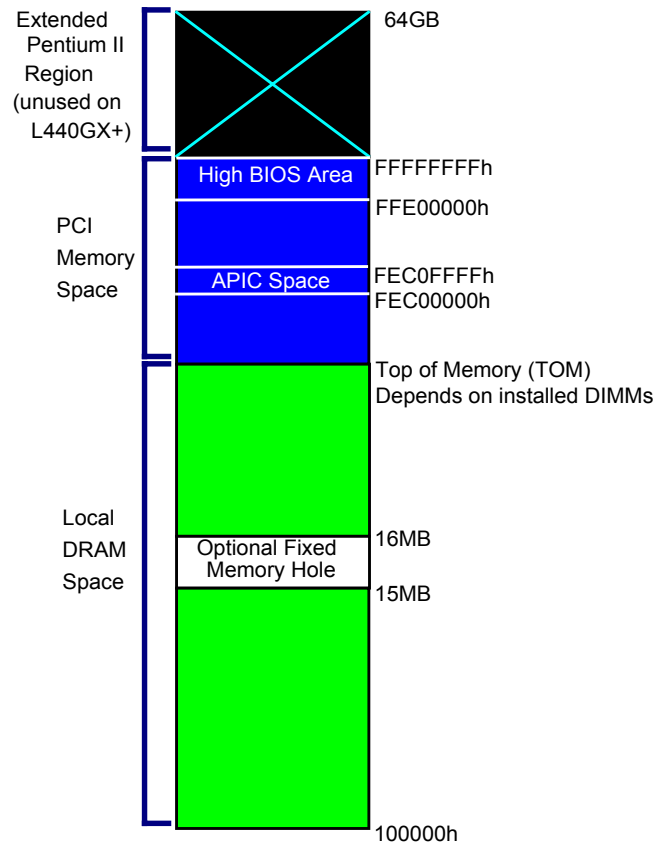 Extended
Pentium II
Region
(unused on
L440GX+)
64GB
High BIOS Area
FFFFFFFFh
FFE00000h
PCI
Memory
Space
APIC Space
FEC0FFFFh
FEC00000h
Top of Memory (TOM)
Depends on installed DIMMs
Local
DRAM
Space
Optional Fixed
Memory Hole
16MB
15MB
100000h